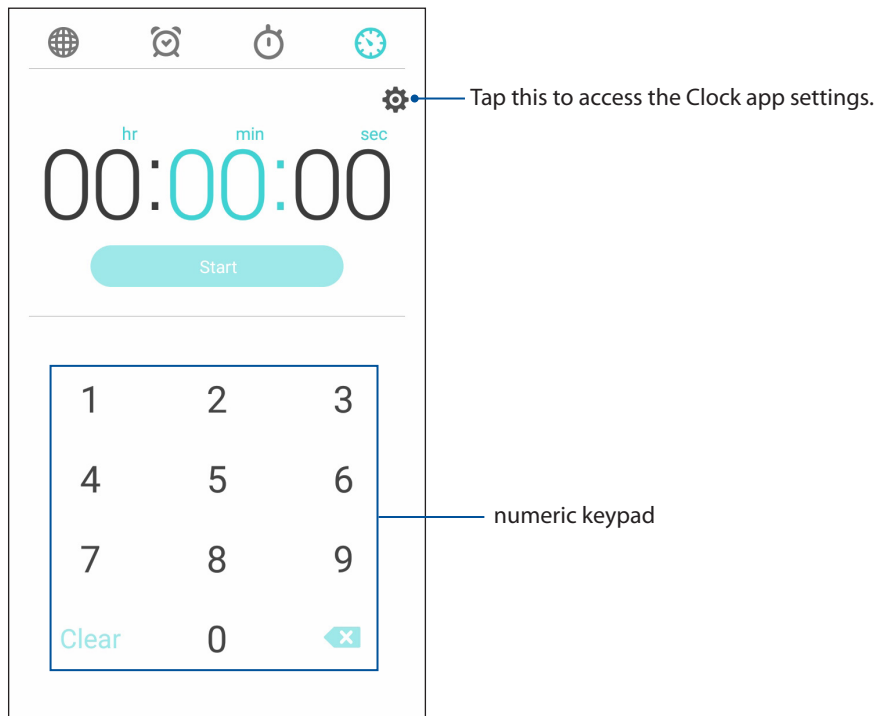 Tap this to access the Clock app settings.
hr min sec
00:00:00
Start
1 2 3
4 5 6
numeric keypad
7 8 9
Clear 0